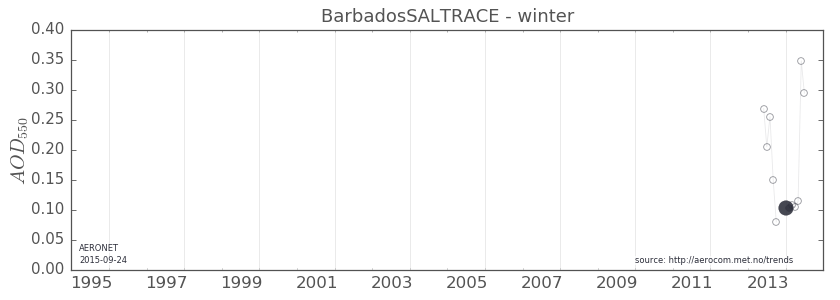 BarbadosSALTRACE - winter
0.40
0.35
0.30
0.25
0.20
0.15
0.10
0.05
0.00
AOD550
AERONET
2015-09-24
source: http://aerocom.met.no/trends
1995 1997 1999 2001 2003 2005 2007 2009 2011 2013